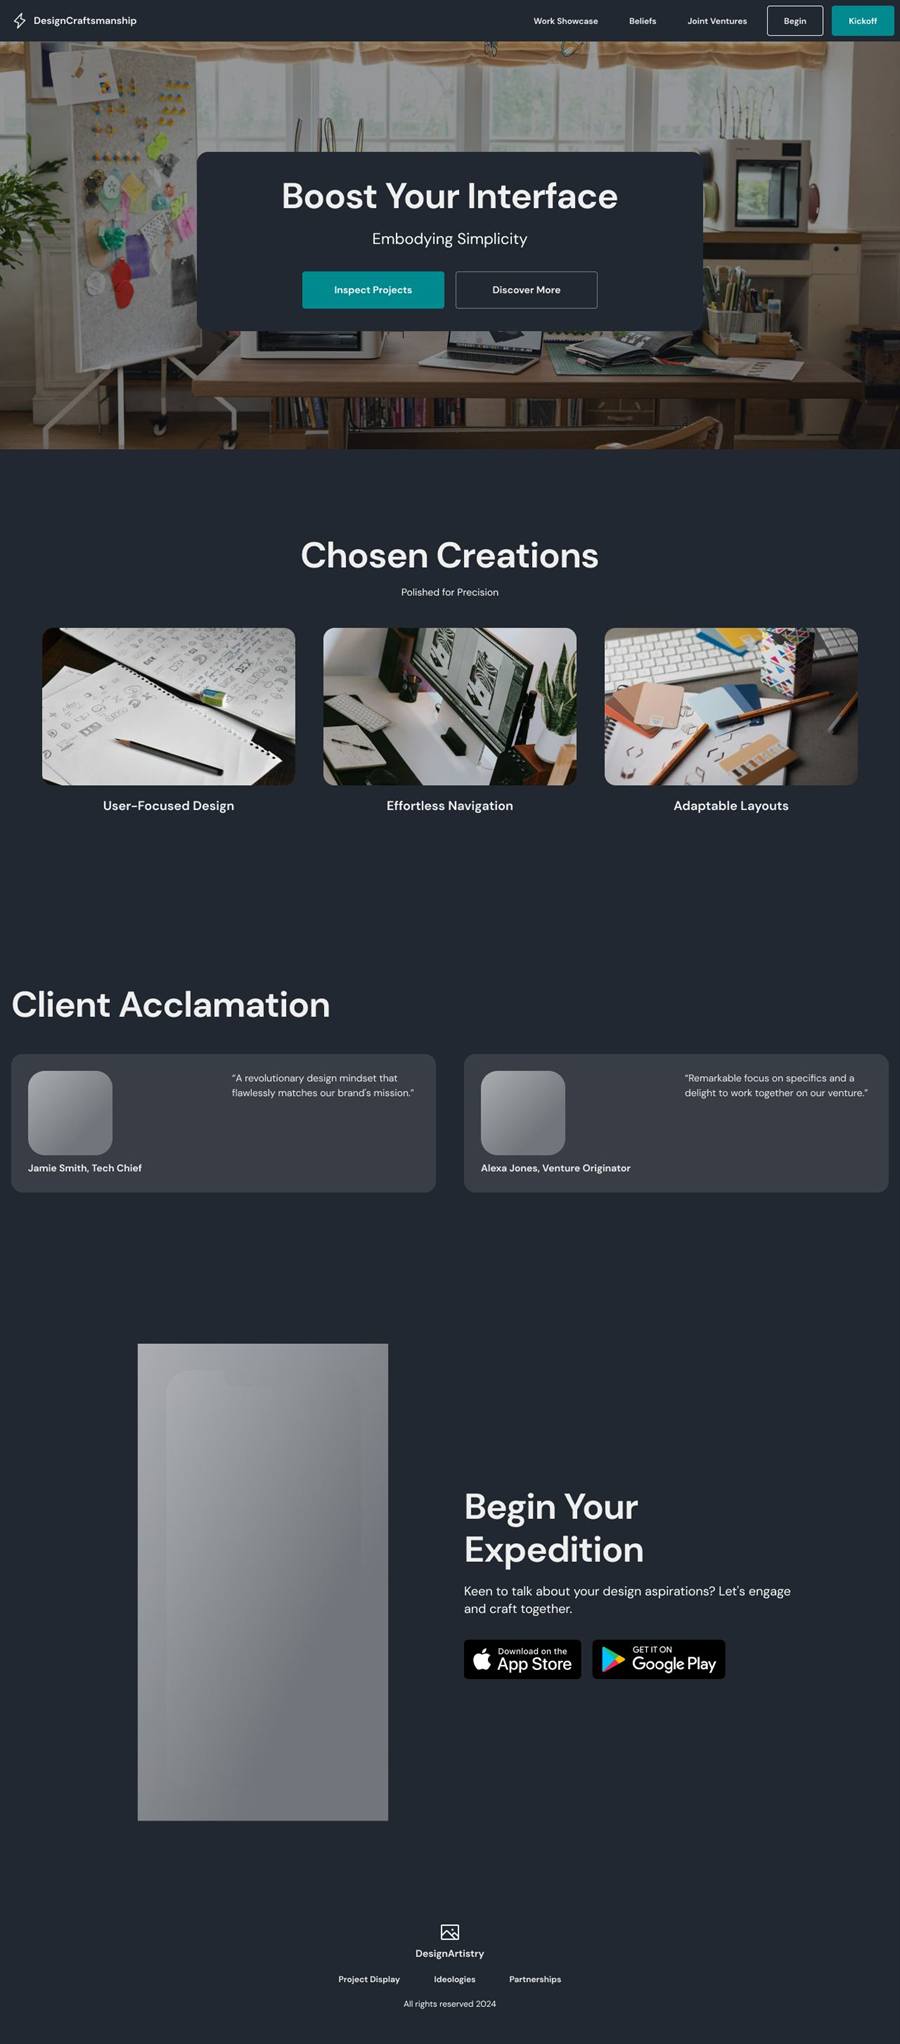 DesignCraftsmanship
Work Showcase
Beliefs
Joint Ventures
Begin
Kickoff
Boost Your Interface
Embodying Simplicity
Inspect Projects
Discover More
Chosen Creations
Polished for Precision
User-Focused Design
Effortless Navigation
Adaptable Layouts
Client Acclamation
“A revolutionary design mindset that
flawlessly matches our brand's mission.”
Jamie Smith, Tech Chief
“Remarkable focus on specifics and a
delight to work together on our venture.”
Alexa Jones, Venture Originator
Begin Your
Expedition
Keen to talk about your design aspirations? Let's engage
and craft together.
Download on the
App Store
GET IT ON
Google Play
DesignArtistry
Project Display
Ideologies
Partnerships
All rights reserved 2024